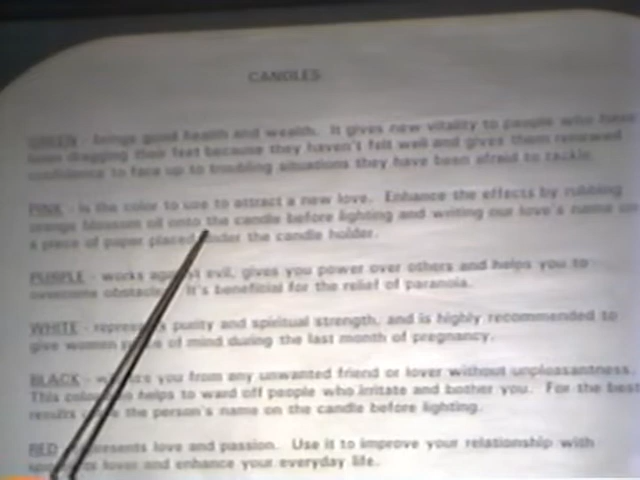 CANDLES
GREEN - brings good health and wealth. It gives new vitality to people who have
been dragging their feet because they haven't felt well and gives them renewed
confidence to face up to troubling situations they have been afraid to tackle.
PINK - is the color to use to attract a new love. Enhance the effects by rubbing
orange blossom oil onto the candle before lighting and writing our love's name on
a piece of paper placed under the candle holder.
PURPLE - works against evil, gives you power over others and helps you to
overcome obstacles. It's beneficial for the relief of paranoia.
WHITE - represents purity and spiritual strength, and is highly recommended to
give women peace of mind during the last month of pregnancy.
BLACK - you from any unwanted friend or lover without unpleasantness.
This color helps to ward off people who irritate and bother you. For the best
results the person's name on the candle before lighting.
RED represents love and passion. Use it to improve your relationship with
lover and enhance your everyday life.